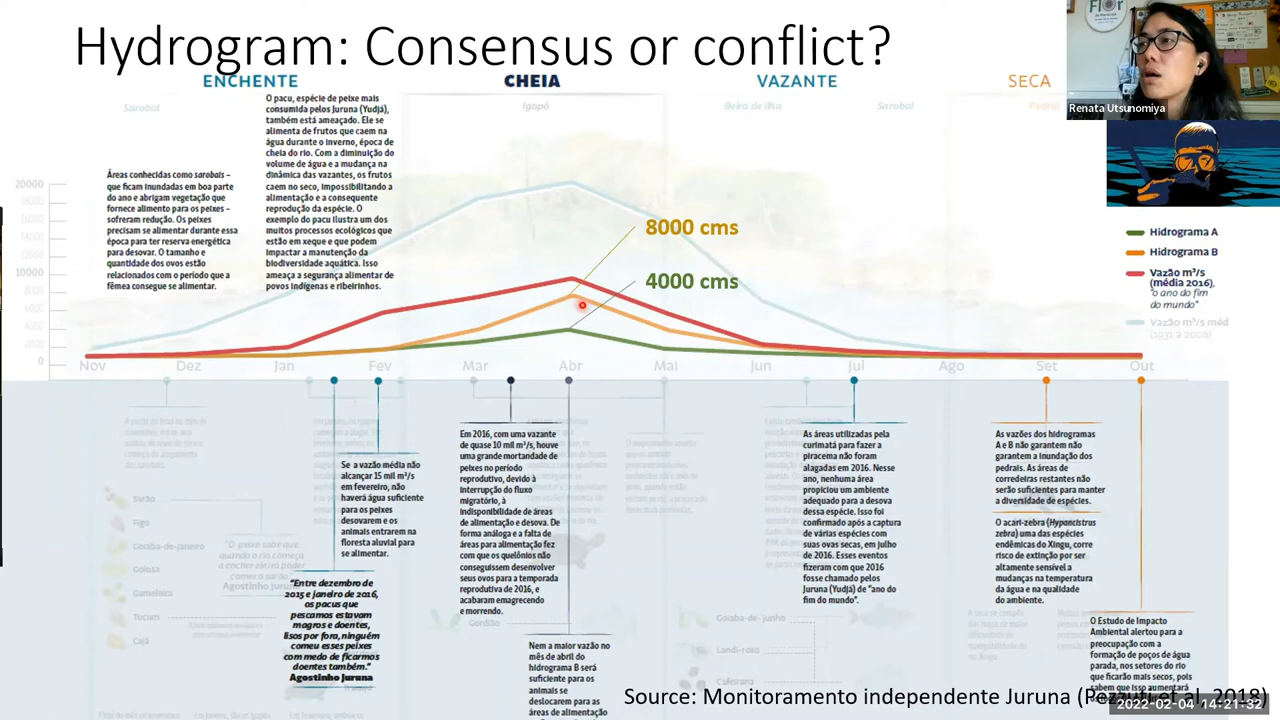 Hydrogram: Consensus or conflict?
Flor
Renata Utsunomiya
ENCHENTE
CHEIA
VAZANTE
SECA
Sarobal
Igapó
Beira de ilha
Sarobal
Pedral
Áreas conhecidas como sarobais –
que ficam inundadas em boa parte
do ano e abrigam vegetação que
fornece alimento para os peixes –
sofreram redução. Os peixes
precisam se alimentar durante essa
época para ter reserva energética
para desovar. O tamanho e
quantidade dos ovos estão
relacionados com o período que a
fêmea consegue se alimentar.
O pacu, espécie de peixe mais
consumida pelos Juruna (Yudjá),
também está ameaçado. Ele se
alimenta de frutos que caem na
água durante o inverno, época de
cheia do rio. Com a diminuição do
volume de água e a mudança na
dinâmica das vazantes, os frutos
caem no seco, impossibilitando a
alimentação e a consequente
reprodução da espécie. O
exemplo do pacu ilustra um dos
muitos processos ecológicos que
estão em xeque e que podem
impactar a manutenção da
biodiversidade aquática. Isso
ameaça a segurança alimentar de
povos indígenas e ribeirinhos.
20000
18000
16000
14000
12000
10000
8000
6000
4000
2000
0
8000 cms
4000 cms
Hidrograma A
Hidrograma B
Vazão m³/s
(média 2016),
"o ano do fim
do mundo"
Vazão m³/s méd
(1931 a 2008)
Nov
Dez
Jan
Fev
Mar
Abr
Mai
Jun
Jul
Ago
Set
Out
Se a vazão média não
alcançar 15 mil m³/s
em fevereiro, não
haverá água suficiente
para os peixes
desovarem e os
animais entrarem na
floresta aluvial para
se alimentar.
"Entre dezembro de
2015 e janeiro de 2016,
os pacus que
pescamos estavam
magros e doentes,
lisos por fora, ninguém
comeu esses peixes
com medo de ficarmos
doentes também."
Agostinho Juruna
Em 2016, com uma vazante
de quase 10 mil m³/s, houve
uma grande mortandade de
peixes no período
reprodutivo, devido à
interrupção do fluxo
migratório, à
indisponibilidade de áreas
de alimentação e desova. De
forma análoga e a falta de
áreas para alimentação fez
com que os quelônios não
conseguissem desenvolver
seus ovos para a temporada
reprodutiva de 2016, e
acabaram emagrecendo
e morrendo.
Nem a maior vazão no
mês de abril do
hidrograma B será
suficiente para os
animais se
deslocarem para as
áreas de alimentação
As áreas utilizadas pela
curimatá para fazer a
piracema não foram
alagadas em 2016. Nesse
ano, nenhuma área
propiciou um ambiente
adequado para a desova
dessa espécie. Isso foi
confirmado após a captura
de várias espécies com
suas ovas secas, em julho
de 2016. Esses eventos
fizeram com que 2016
fosse chamado pelos
Juruna (Yudjá) de "ano do
fim do mundo".
As vazões dos hidrogramas
A e B não garantem não
garantem a inundação dos
pedrais. As áreas de
corredeiras restantes não
serão suficientes para manter
a diversidade de espécies.
O acari-zebra (Hypancistrus
zebra) uma das espécies
endêmicas do Xingu, corre
risco de extinção por ser
altamente sensível a
mudanças na temperatura
da água e na qualidade
do ambiente.
O Estudo de Impacto
Ambiental alertou para a
preocupação com a
formação de poços de água
parada, nos setores do rio
que ficarão mais secos, pois
sabem que isso aumentará
Sarão
Figo
Goiaba-de-janeiro
Golosa
Gameleira
Tucum
Cajá
"O peixe sabe que
quando o rio começa
a encher ele irá poder
comer o sarão"
Agostinho Juruna
Gordião
Goiaba-de-junho
Landi-roxo
Cafeirana
Source: Monitoramento independente Juruna (Pezzuti et al, 2018)
2022-02-04 14:21:32